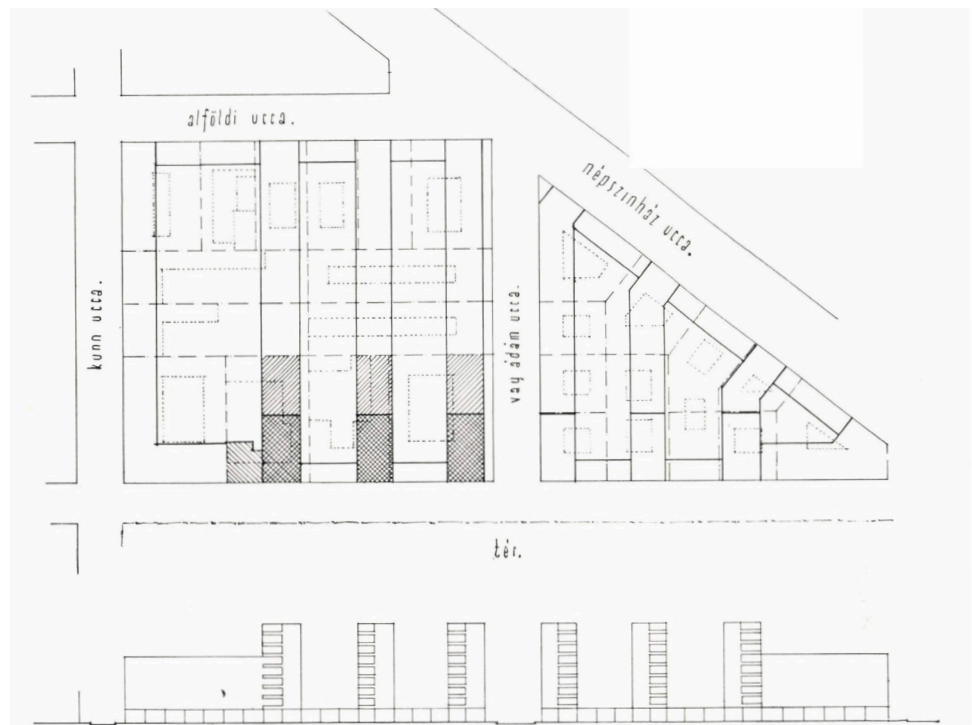 alföldi ucca.
népszinház ucca.
kunn ucca.
vay ádám ucca.
tér.